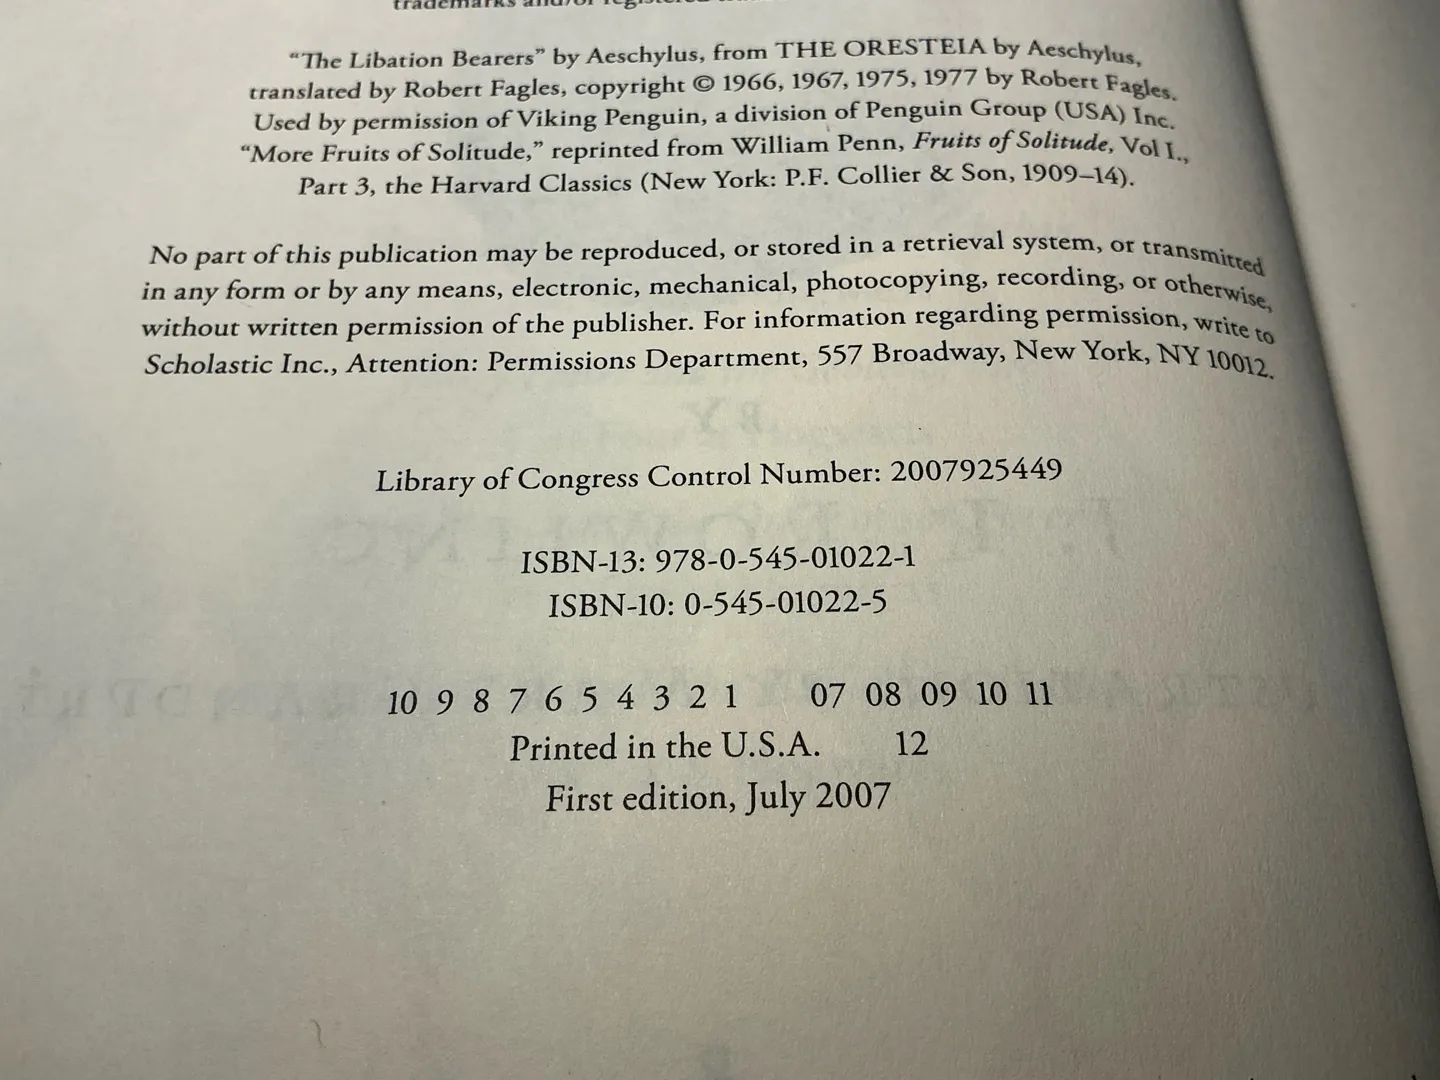 trademarks and/or registered
“The Libation Bearers” by Aeschylus, from THE ORESTEIA by Aeschylus,
translated by Robert Fagles, copyright © 1966, 1967, 1975, 1977 by Robert Fagles.
Used by permission of Viking Penguin, a division of Penguin Group (USA) Inc.
“More Fruits of Solitude,” reprinted from William Penn, Fruits of Solitude, Vol I.,
Part 3, the Harvard Classics (New York: P.F. Collier & Son, 1909–14).
No part of this publication may be reproduced, or stored in a retrieval system, or transmitted
in any form or by any means, electronic, mechanical, photocopying, recording, or otherwise,
without written permission of the publisher. For information regarding permission, write to
Scholastic Inc., Attention: Permissions Department, 557 Broadway, New York, NY 10012.
Library of Congress Control Number: 2007925449
ISBN-13: 978-0-545-01022-1
ISBN-10: 0-545-01022-5
10 9 8 7 6 5 4 3 2 1 07 08 09 10 11
Printed in the U.S.A. 12
First edition, July 2007